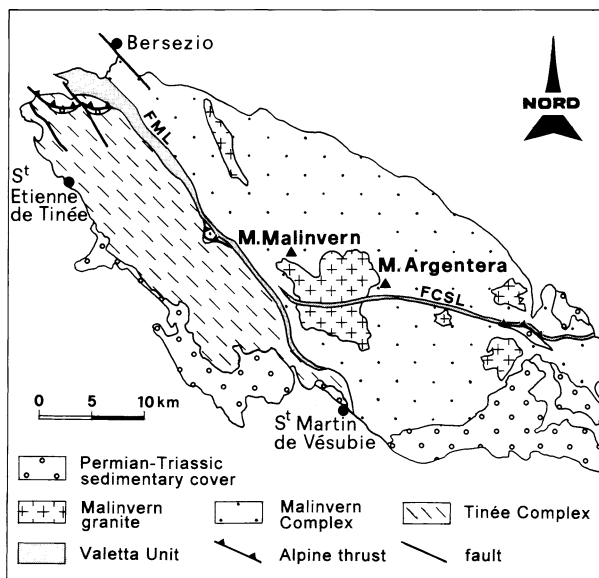 Bersezio
NORD
FML
St
Etienne
de Tinée
M.Malinvern
M. Argentera
FCSL
0 5 10 km
St Martin
de Vésubie
Permian-Triassic
sedimentary cover
Malinvern
granite
Malinvern
Complex
Tinée Complex
Valetta Unit
Alpine thrust
fault